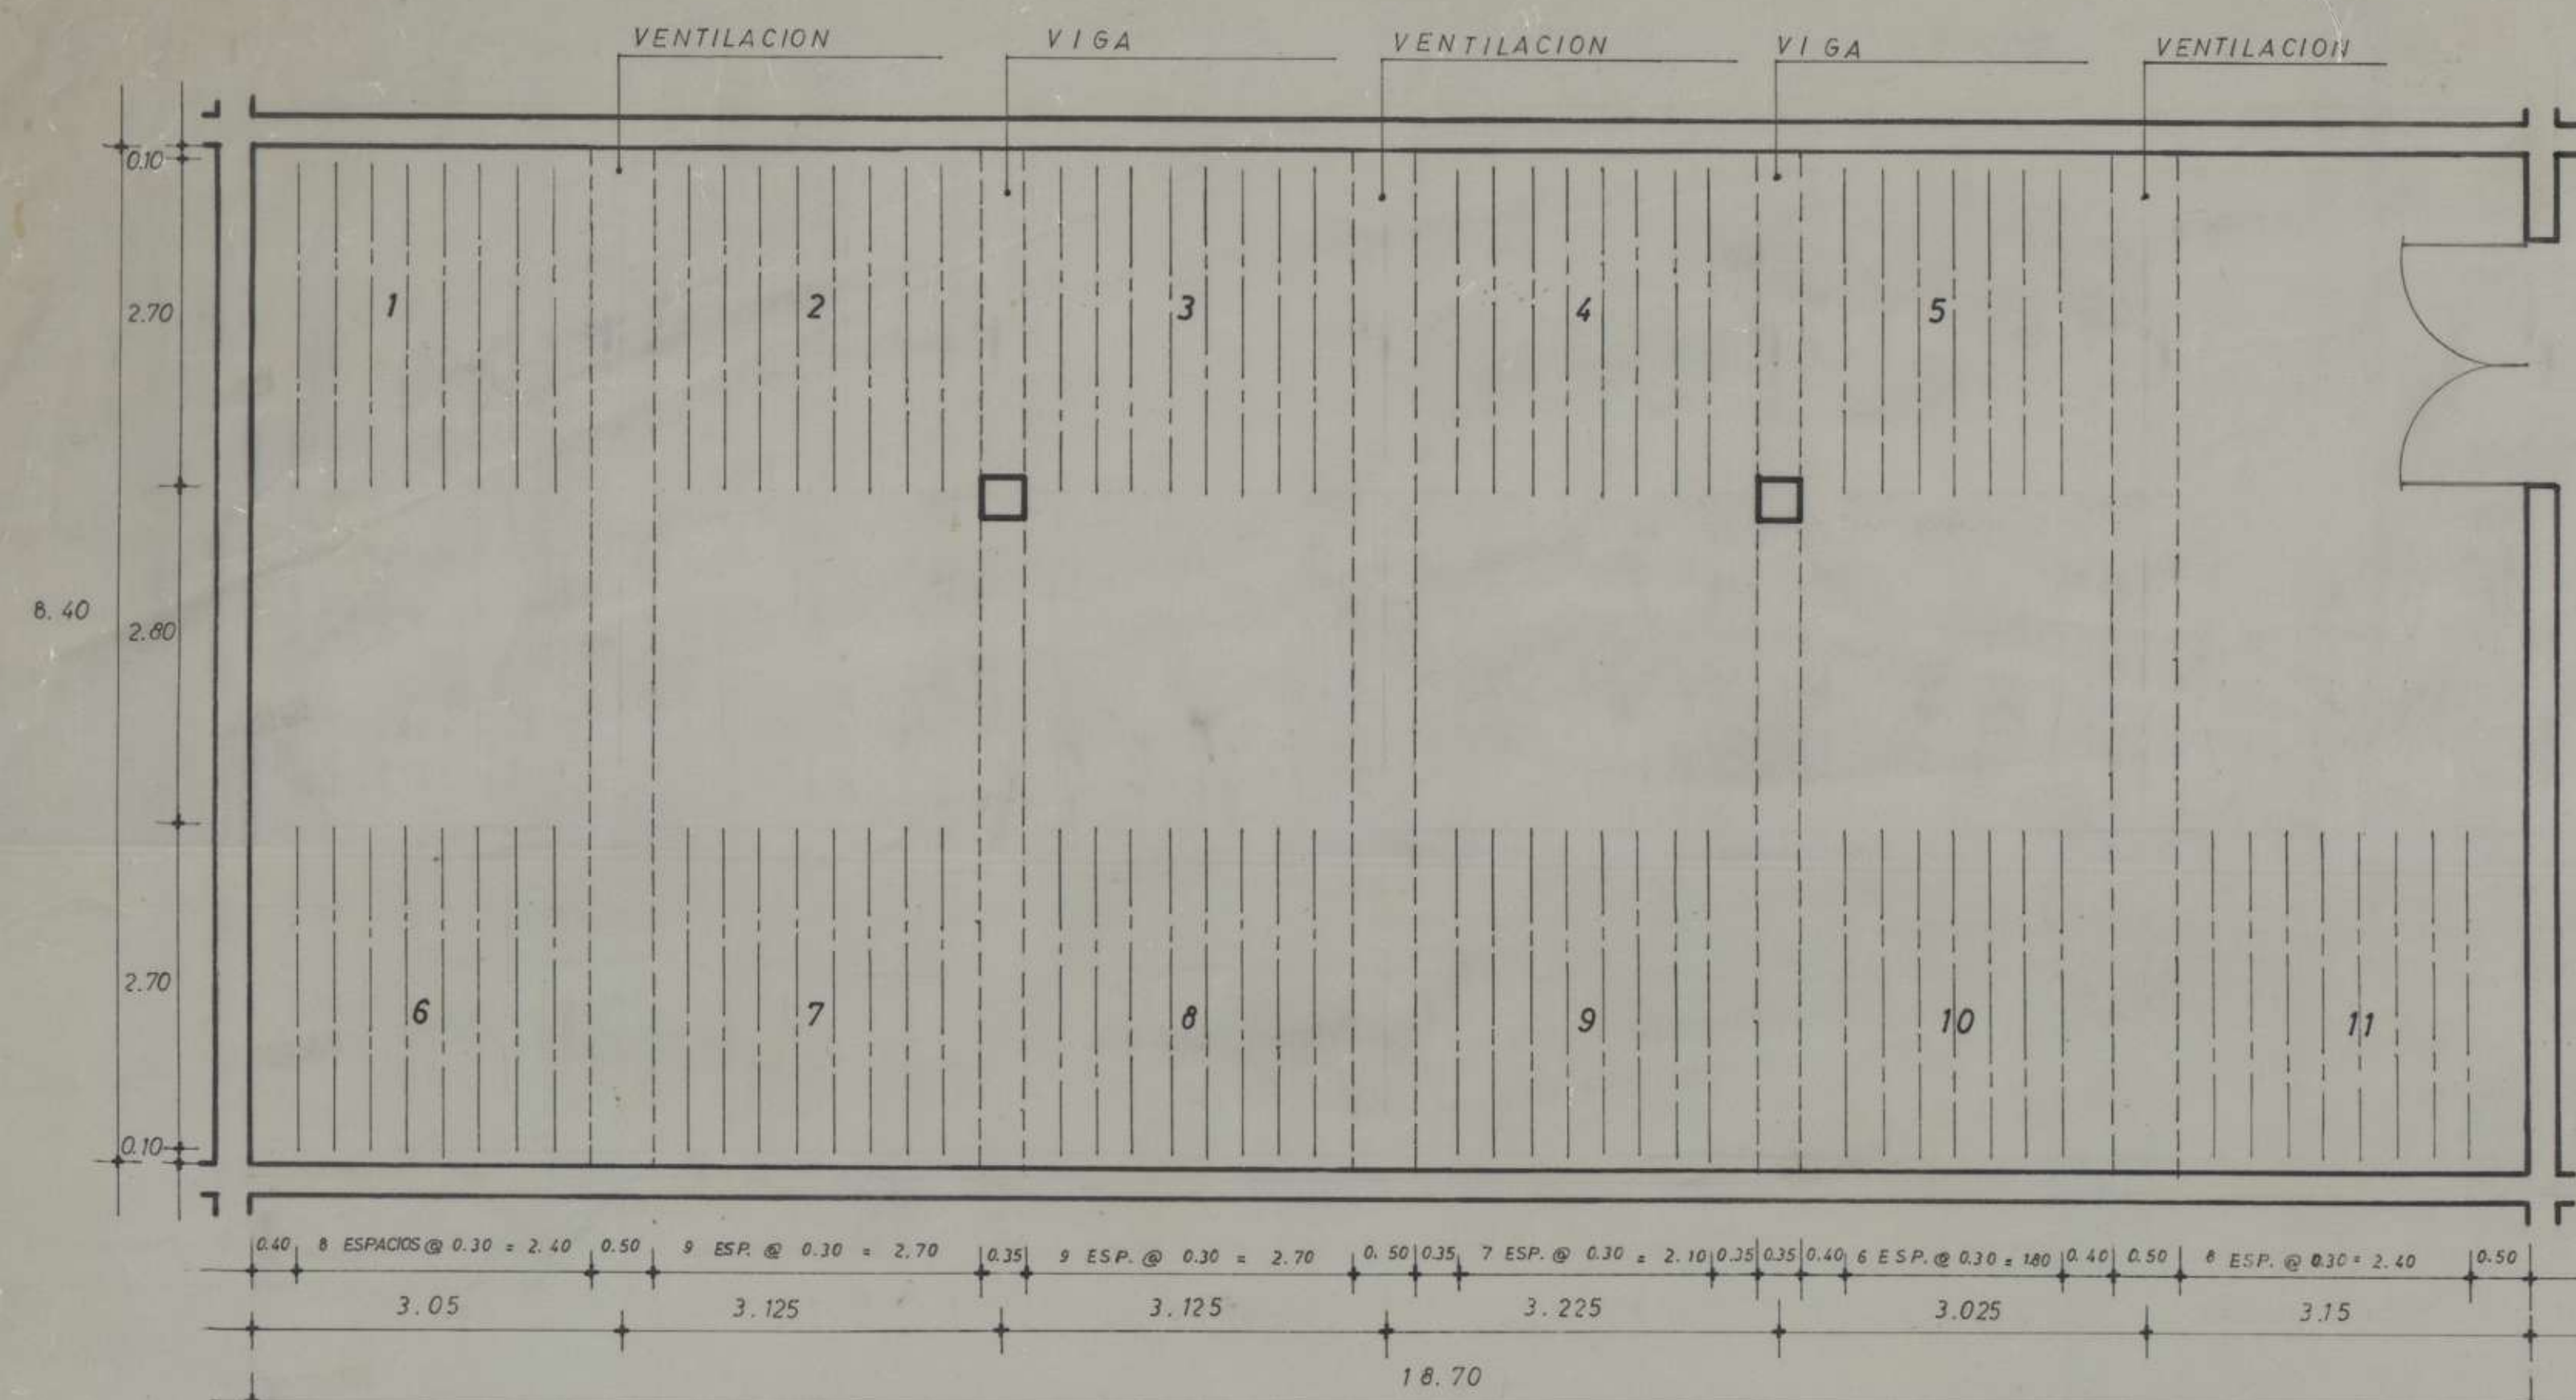 VENTILACION
VIGA
VENTILACION
VIGA
VENTILACION
0.10
2.70
8.40
2.80
2.70
0.10
1
2
3
4
5
6
7
8
9
10
11
0.40 8 ESPACIOS @ 0.30 = 2.40 0.50 9 ESP. @ 0.30 = 2.70 0.35 9 ESP. @ 0.30 = 2.70 0.50 0.35 7 ESP. @ 0.30 = 2.10 0.35 0.35 0.40 6 ESP. @ 0.30 = 1.80 0.40 0.50 8 ESP. @ 0.30 = 2.40 0.50
3.05 3.125 3.125 3.225 3.025 3.15
18.70